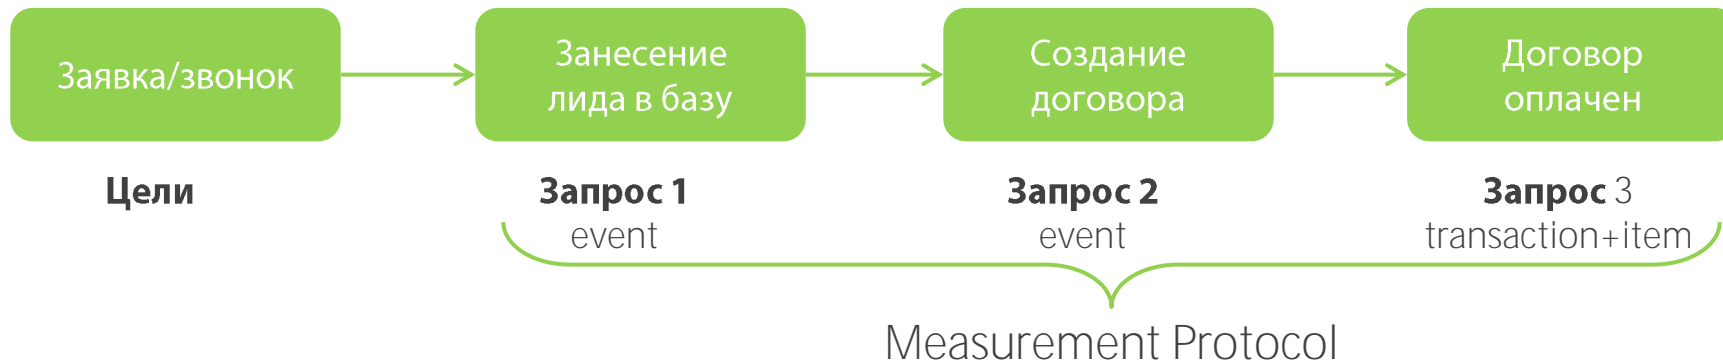 Заявка/звонок
Занесение
лида в базу
Создание
договора
Договор
оплачен
Цели
Запрос 1
event
Запрос 2
event
Запрос 3
transaction+item
Measurement Protocol